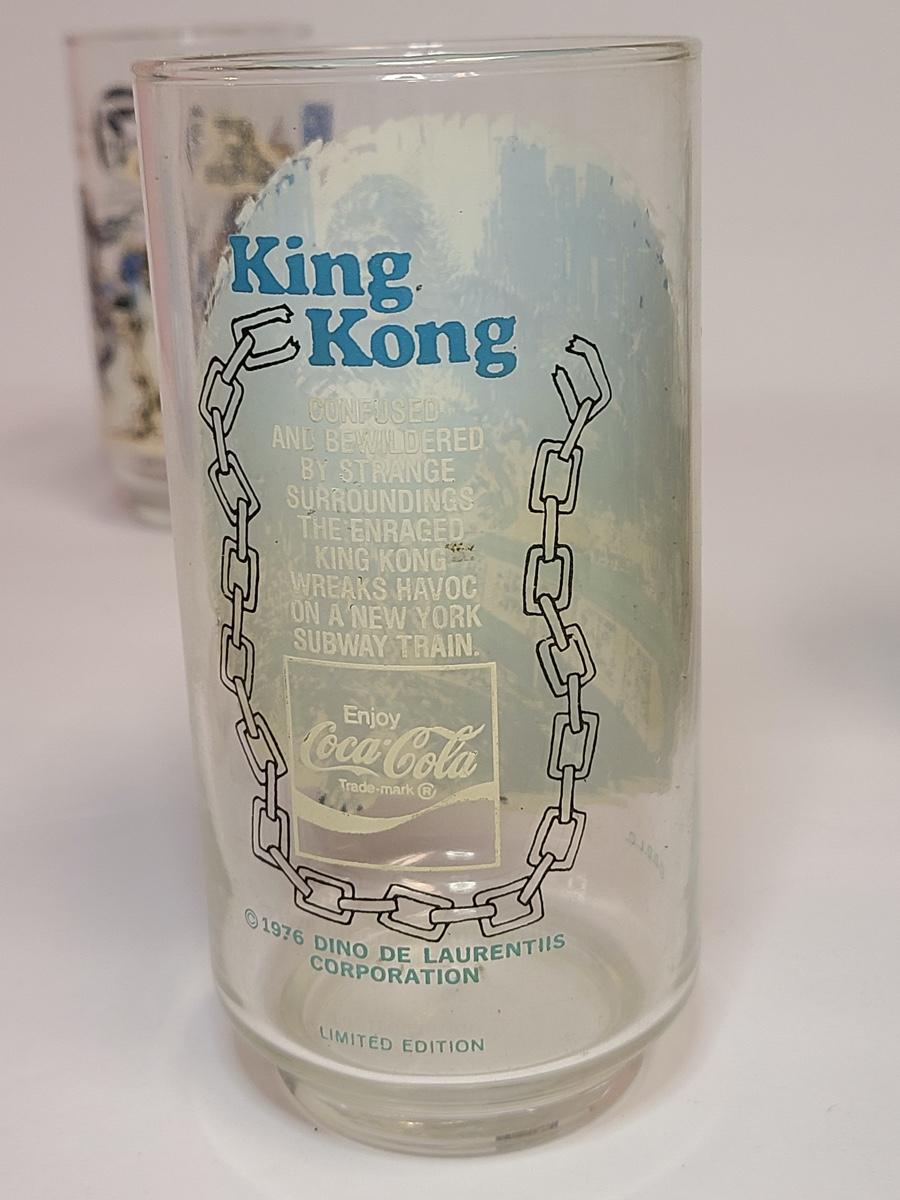 King
Kong
CONFUSED
AND BEWILDERED
BY STRANGE
SURROUNDINGS
THE ENRAGED
KING KONG
WREAKS HAVOC
ON A NEW YORK
SUBWAY TRAIN.
Enjoy
Coca-Cola
Trade-mark ®
© 1976 DINO DE LAURENTIIS
CORPORATION
LIMITED EDITION